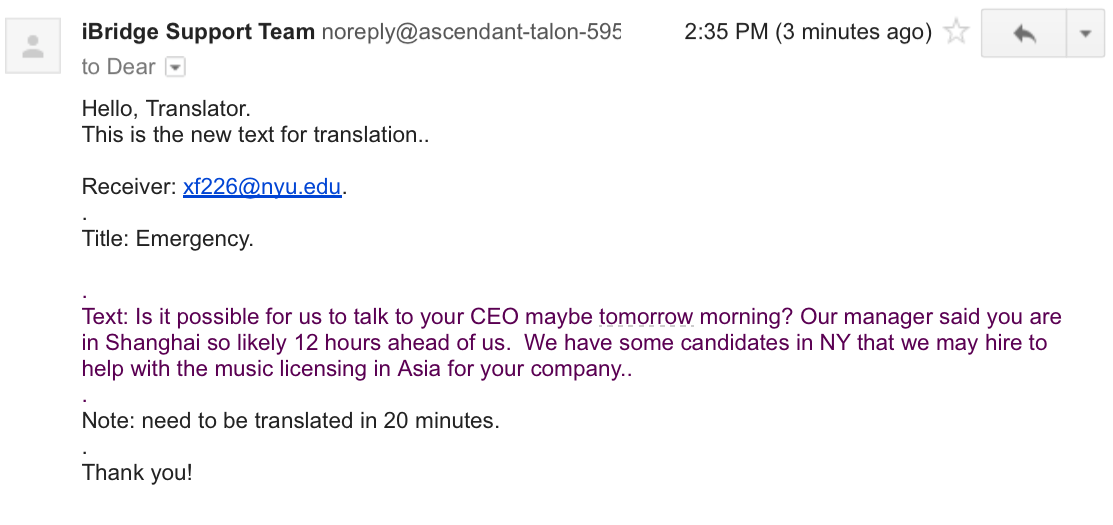 iBridge Support Team noreply@ascendant-talon-595 2:35 PM (3 minutes ago)
to Dear
Hello, Translator.
This is the new text for translation..
Receiver: xf226@nyu.edu.
.
Title: Emergency.
.
Text: Is it possible for us to talk to your CEO maybe tomorrow morning? Our manager said you are
in Shanghai so likely 12 hours ahead of us.  We have some candidates in NY that we may hire to
help with the music licensing in Asia for your company..
.
Note: need to be translated in 20 minutes.
.
Thank you!